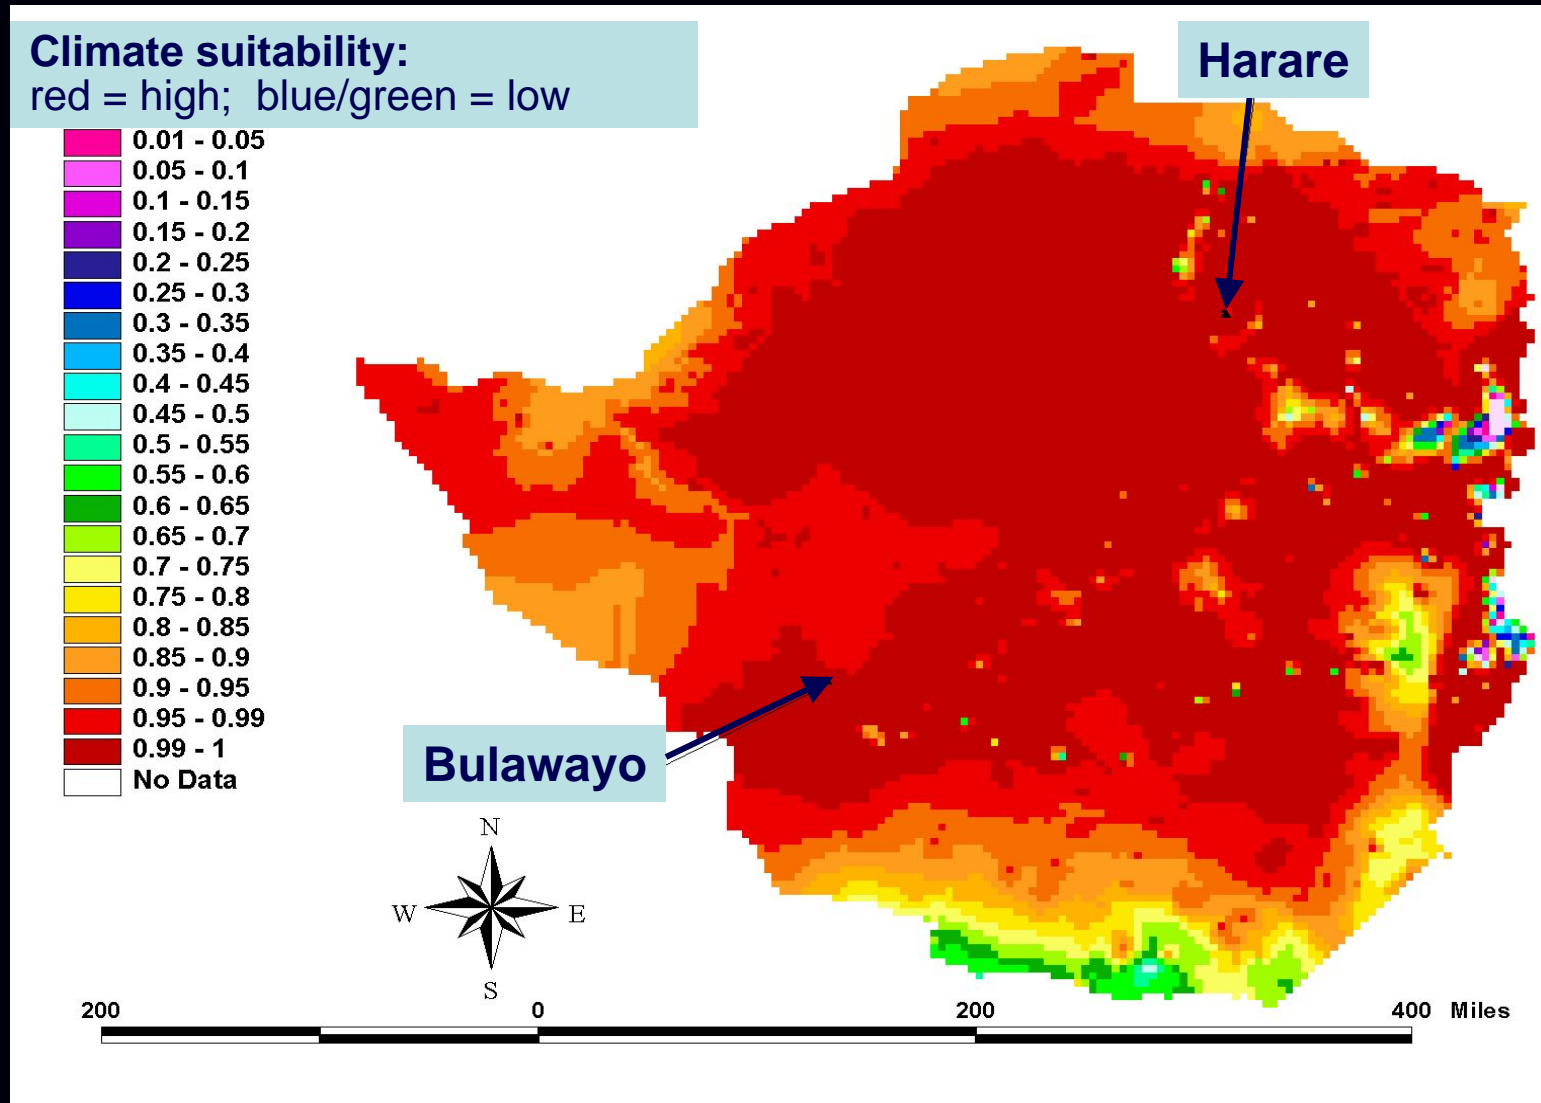 Climate suitability:
red = high; blue/green = low
Harare
0.01 - 0.05
0.05 - 0.1
0.1 - 0.15
0.15 - 0.2
0.2 - 0.25
0.25 - 0.3
0.3 - 0.35
0.35 - 0.4
0.4 - 0.45
0.45 - 0.5
0.5 - 0.55
0.55 - 0.6
0.6 - 0.65
0.65 - 0.7
0.7 - 0.75
0.75 - 0.8
0.8 - 0.85
0.85 - 0.9
0.9 - 0.95
0.95 - 0.99
0.99 - 1
No Data
Bulawayo
N
W E
S
200 0 200 400 Miles